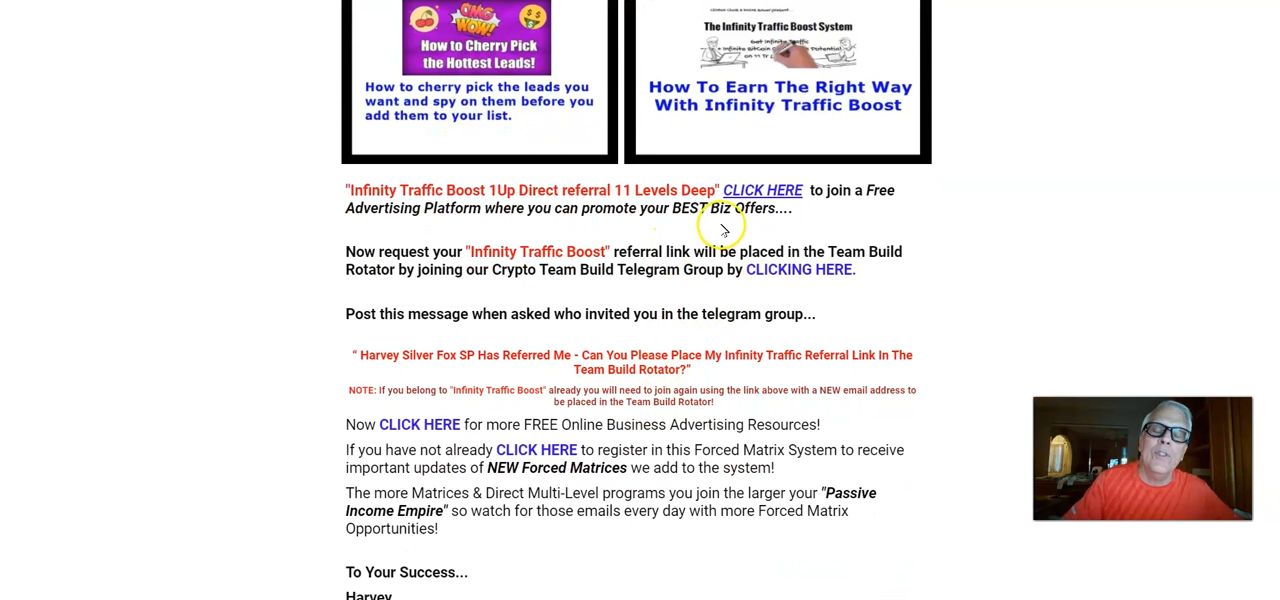 OMG
WOW!
How to Cherry Pick
the Hottest Leads!
How to cherry pick the leads you
want and spy on them before you
add them to your list.
The Infinity Traffic Boost System
Get Infinity Traffic
+ Infinite BitCoin Potential
How To Earn The Right Way
With Infinity Traffic Boost
"Infinity Traffic Boost 1Up Direct referral 11 Levels Deep" CLICK HERE to join a Free
Advertising Platform where you can promote your BEST Biz Offers....
Now request your "Infinity Traffic Boost" referral link will be placed in the Team Build
Rotator by joining our Crypto Team Build Telegram Group by CLICKING HERE.
Post this message when asked who invited you in the telegram group...
“ Harvey Silver Fox SP Has Referred Me - Can You Please Place My Infinity Traffic Referral Link In The
Team Build Rotator?”
NOTE: If you belong to "Infinity Traffic Boost" already you will need to join again using the link above with a NEW email address to
be placed in the Team Build Rotator!
Now CLICK HERE for more FREE Online Business Advertising Resources!
If you have not already CLICK HERE to register in this Forced Matrix System to receive
important updates of NEW Forced Matrices we add to the system!
The more Matrices & Direct Multi-Level programs you join the larger your "Passive
Income Empire" so watch for those emails every day with more Forced Matrix
Opportunities!
To Your Success...
Harvey